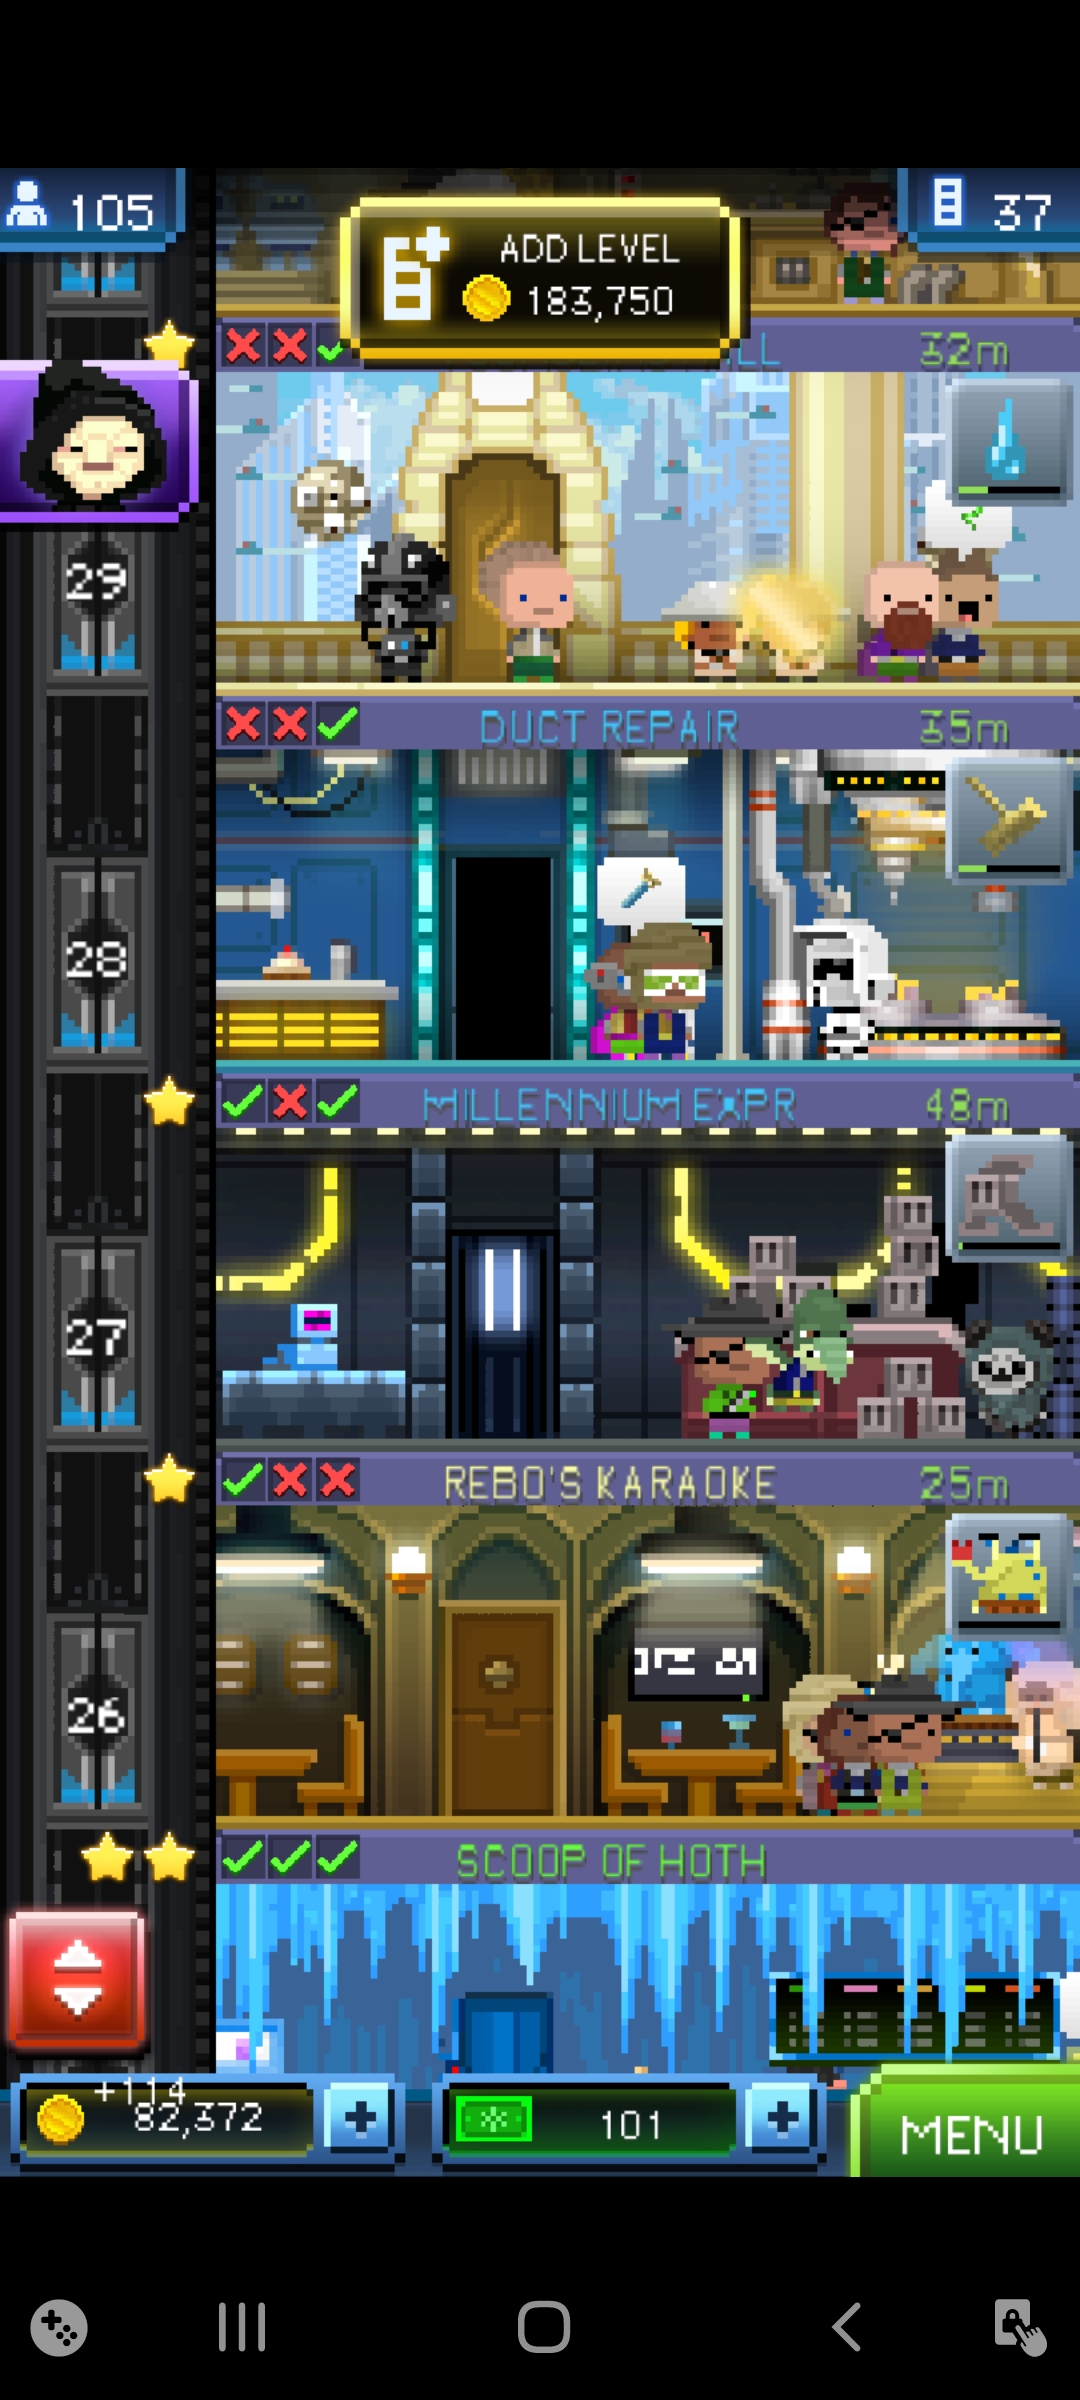 105
ADD LEVEL
183,750
37
LL
32m
29
DUCT REPAIR
35m
28
MILLENNIUM EXPR
48m
27
REBO'S KARAOKE
25m
26
SCOOP OF HOTH
+114
82,372
101
MENU